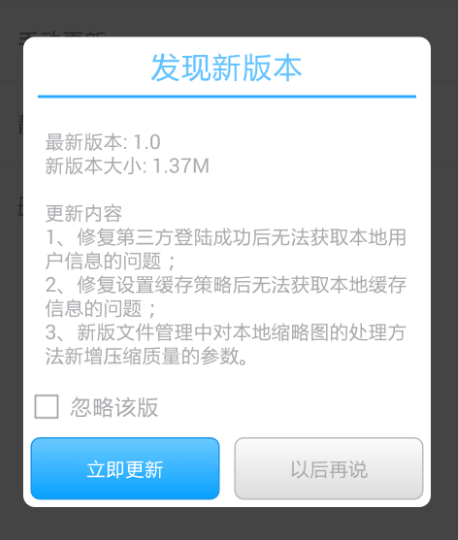 发现新版本
最新版本: 1.0
新版本大小: 1.37M
更新内容
1、修复第三方登陆成功后无法获取本地用
户信息的问题；
2、修复设置缓存策略后无法获取本地缓存
信息的问题；
3、新版文件管理中对本地缩略图的处理方
法新增压缩质量的参数。
忽略该版
立即更新
以后再说